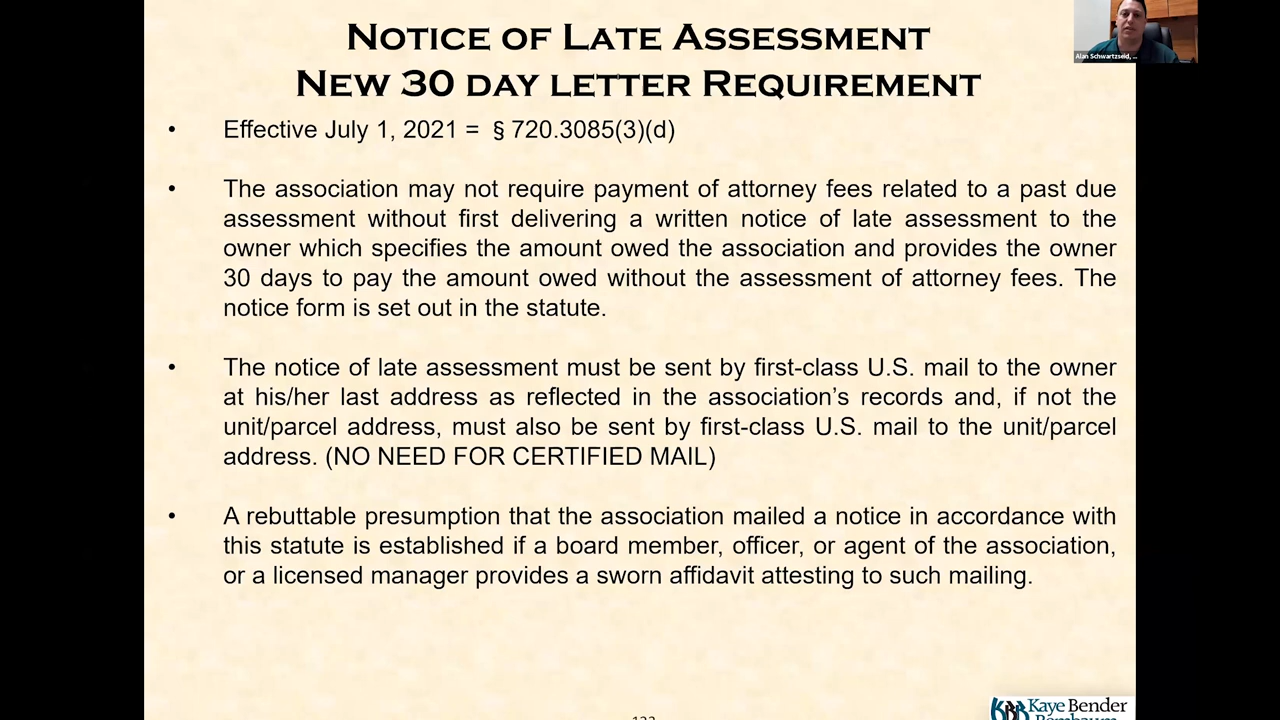 NOTICE OF LATE ASSESSMENT
NEW 30 DAY LETTER REQUIREMENT
Alan Schwartzseid, ...
• Effective July 1, 2021 = § 720.3085(3)(d)
• The association may not require payment of attorney fees related to a past due
assessment without first delivering a written notice of late assessment to the
owner which specifies the amount owed the association and provides the owner
30 days to pay the amount owed without the assessment of attorney fees. The
notice form is set out in the statute.
• The notice of late assessment must be sent by first-class U.S. mail to the owner
at his/her last address as reflected in the association’s records and, if not the
unit/parcel address, must also be sent by first-class U.S. mail to the unit/parcel
address. (NO NEED FOR CERTIFIED MAIL)
• A rebuttable presumption that the association mailed a notice in accordance with
this statute is established if a board member, officer, or agent of the association,
or a licensed manager provides a sworn affidavit attesting to such mailing.
KBR Kaye Bender
Rembaum